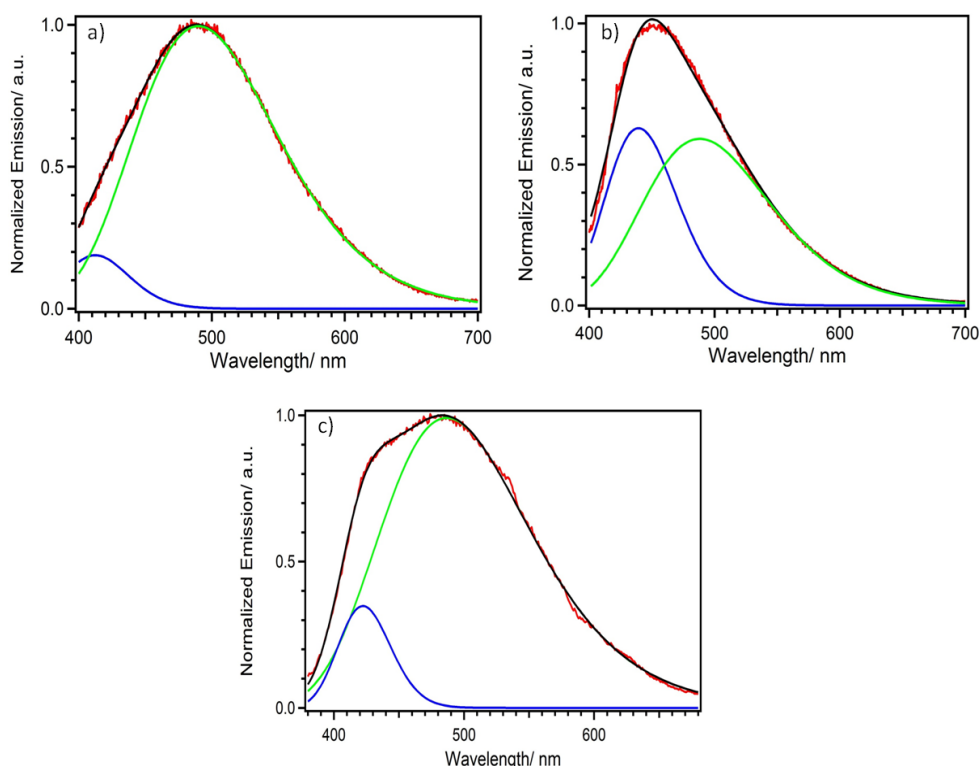 a)
Normalized Emission/ a.u.
1.0
0.5
0.0
400 500 600 700
Wavelength/ nm
b)
Normalized Emission/ a.u.
1.0
0.5
0.0
400 500 600 700
Wavelength/ nm
c)
Normalized Emission/ a.u.
1.0
0.5
0.0
400 500 600
Wavelength/ nm